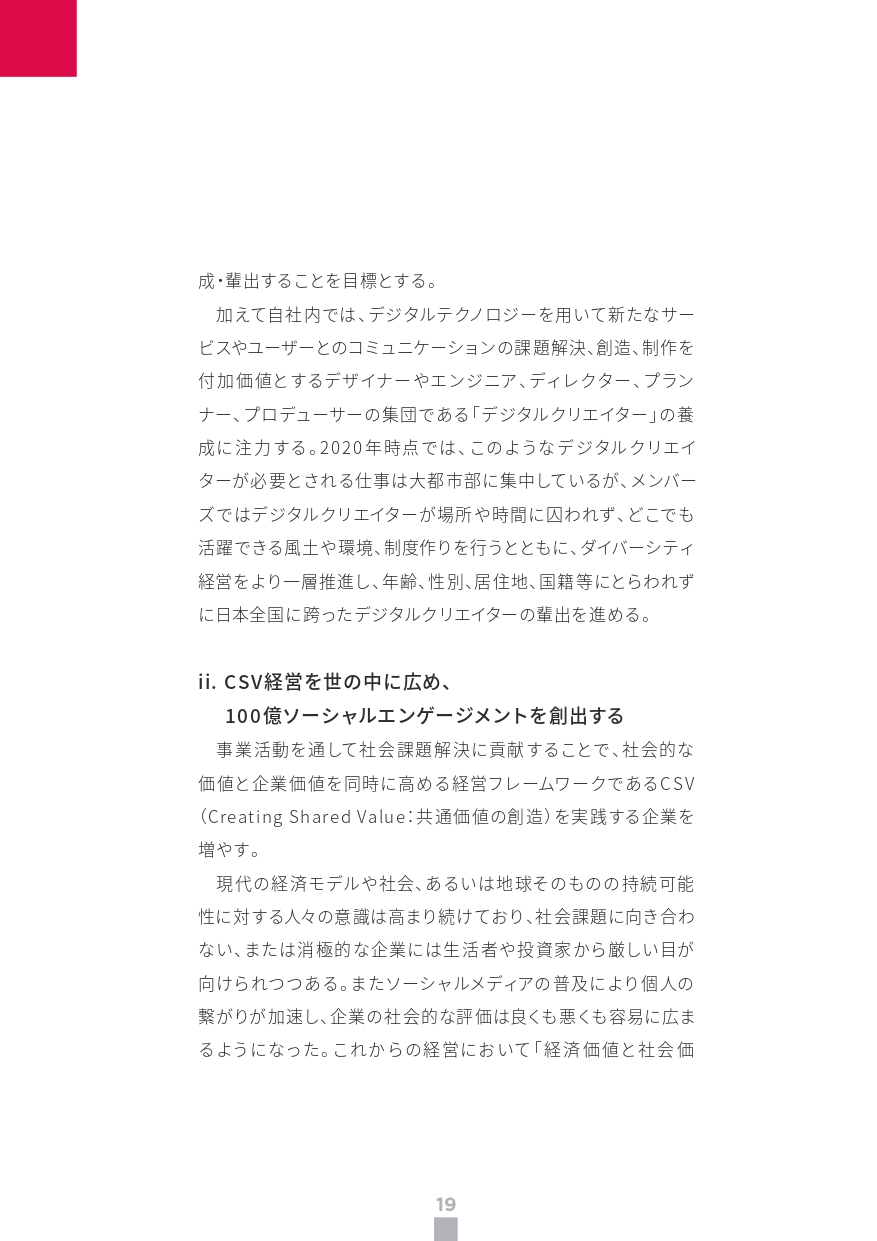 成・輩出することを目標とする。
　加えて自社内では、デジタルテクノロジーを用いて新たなサー
ビスやユーザーとのコミュニケーションの課題解決、創造、制作を
付加価値とするデザイナーやエンジニア、ディレクター、プラン
ナー、プロデューサーの集団である「デジタルクリエイター」の養
成に注力する。2020年時点では、このようなデジタルクリエイ
ターが必要とされる仕事は大都市部に集中しているが、メンバー
ズではデジタルクリエイターが場所や時間に囚われず、どこでも
活躍できる風土や環境、制度作りを行うとともに、ダイバーシティ
経営をより一層推進し、年齢、性別、居住地、国籍等にとらわれず
に日本全国に跨ったデジタルクリエイターの輩出を進める。
ii. CSV経営を世の中に広め、
100億ソーシャルエンゲージメントを創出する
　事業活動を通して社会課題解決に貢献することで、社会的な
価値と企業価値を同時に高める経営フレームワークであるCSV
（Creating Shared Value：共通価値の創造）を実践する企業を
増やす。
　現代の経済モデルや社会、あるいは地球そのものの持続可能
性に対する人々の意識は高まり続けており、社会課題に向き合わ
ない、または消極的な企業には生活者や投資家から厳しい目が
向けられつつある。またソーシャルメディアの普及により個人の
繋がりが加速し、企業の社会的な評価は良くも悪くも容易に広ま
るようになった。これからの経営において「経済価値と社会価
19